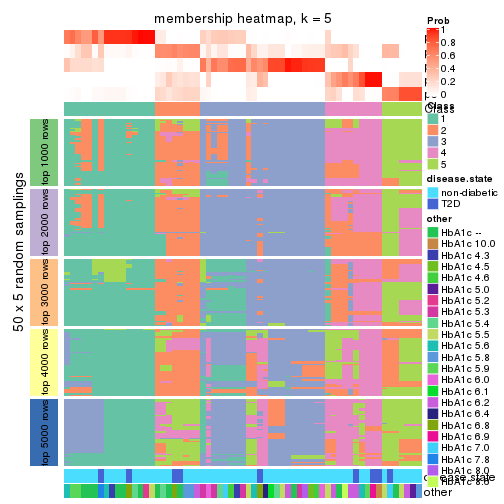 membership heatmap, k = 5
Prob
1
0.8
0.6
0.4
0.2
0
Class
Class
1
2
3
4
5
disease.state
non-diabetic
T2D
other
HbA1c --
HbA1c 10.0
HbA1c 4.3
HbA1c 4.5
HbA1c 4.6
HbA1c 5.0
HbA1c 5.2
HbA1c 5.3
HbA1c 5.4
HbA1c 5.5
HbA1c 5.6
HbA1c 5.8
HbA1c 5.9
HbA1c 6.0
HbA1c 6.1
HbA1c 6.2
HbA1c 6.4
HbA1c 6.8
HbA1c 6.9
HbA1c 7.0
HbA1c 7.8
HbA1c 8.0
50 x 5 random samplings
top 1000 rows
top 2000 rows
top 3000 rows
top 4000 rows
top 5000 rows
other